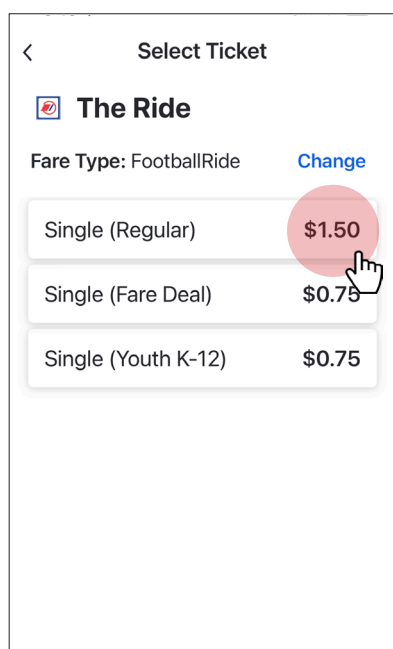 Select Ticket
The Ride
Fare Type: FootballRide Change
Single (Regular) $1.50
Single (Fare Deal) $0.75
Single (Youth K-12) $0.75